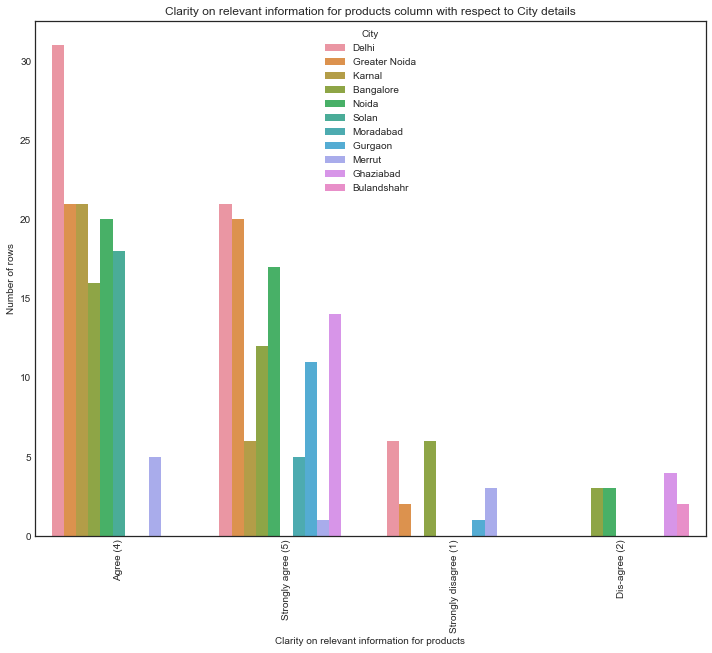 Clarity on relevant information for products column with respect to City details
City
Delhi
Greater Noida
Karnal
Bangalore
Noida
Solan
Moradabad
Gurgaon
Merrut
Ghaziabad
Bulandshahr
30
25
20
15
10
5
0
Number of rows
Agree (4)
Strongly agree (5)
Strongly disagree (1)
Dis-agree (2)
Clarity on relevant information for products